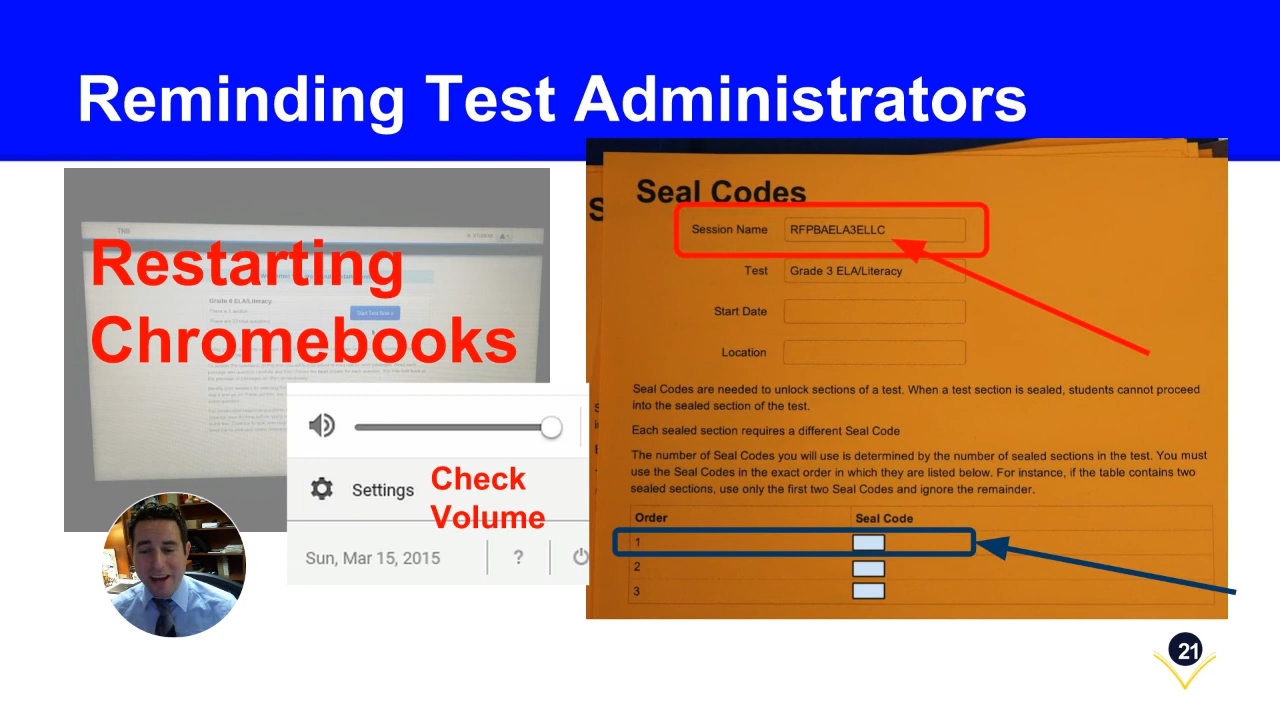 Reminding Test Administrators
Restarting
Chromebooks
Grade 6 ELA/Literacy
Settings
Check
Volume
Sun, Mar 15, 2015
?
Seal Codes
Session Name
RFPBAELA3ELLC
Test
Grade 3 ELA/Literacy
Start Date
Location
Seal Codes are needed to unlock sections of a test. When a test section is sealed, students cannot proceed
into the sealed section of the test.
Each sealed section requires a different Seal Code
The number of Seal Codes you will use is determined by the number of sealed sections in the test. You must
use the Seal Codes in the exact order in which they are listed below. For instance, if the table contains two
sealed sections, use only the first two Seal Codes and ignore the remainder.
Order Seal Code
1
2
3
21